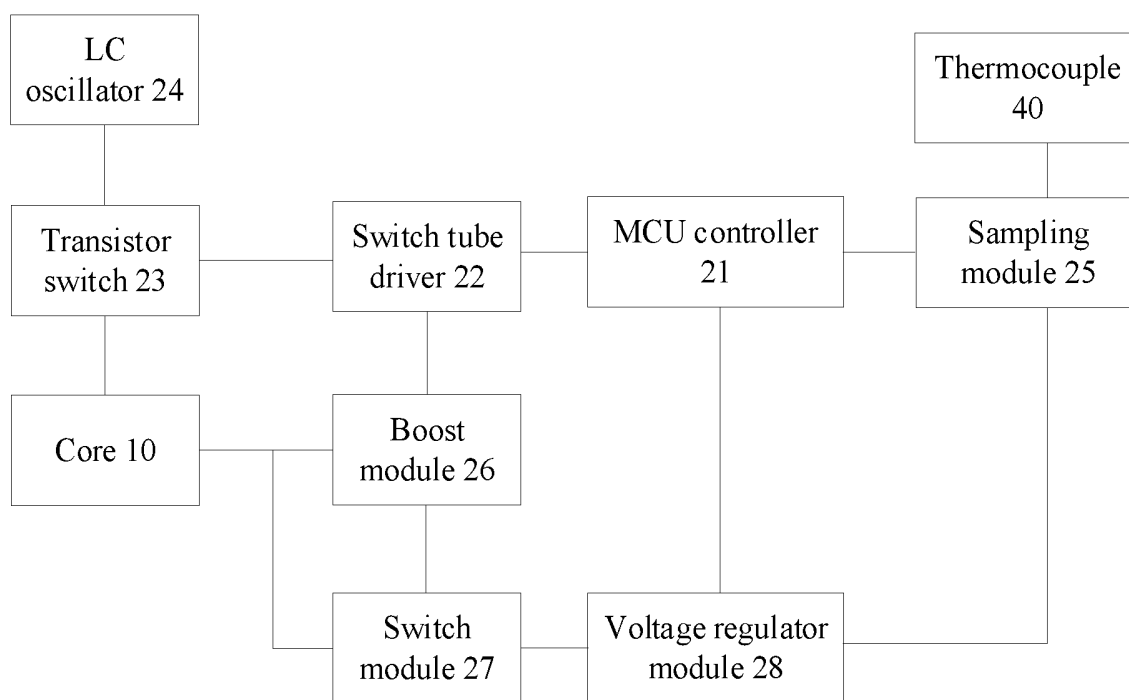 LC
oscillator 24
Thermocouple
40
Transistor
switch 23
Switch tube
driver 22
MCU controller
21
Sampling
module 25
Core 10
Boost
module 26
Switch
module 27
Voltage regulator
module 28